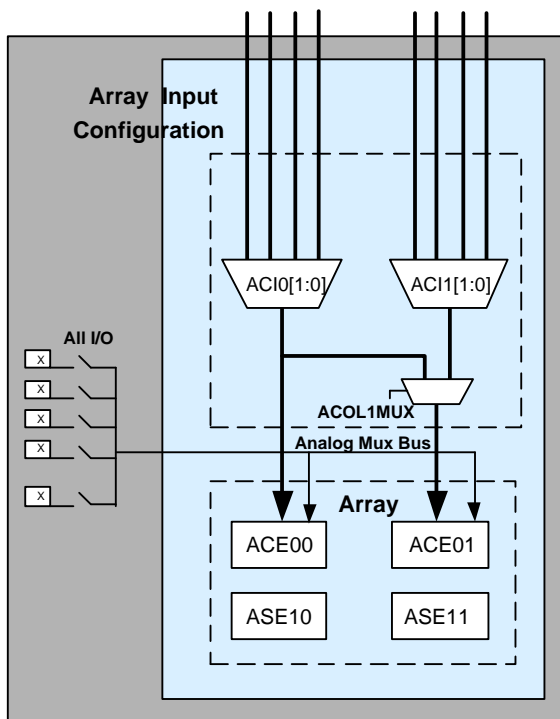 Array Input
Configuration
ACI0[1:0]
ACI1[1:0]
All I/O
X
X
X
X
X
ACOL1MUX
Analog Mux Bus
Array
ACE00
ACE01
ASE10
ASE11